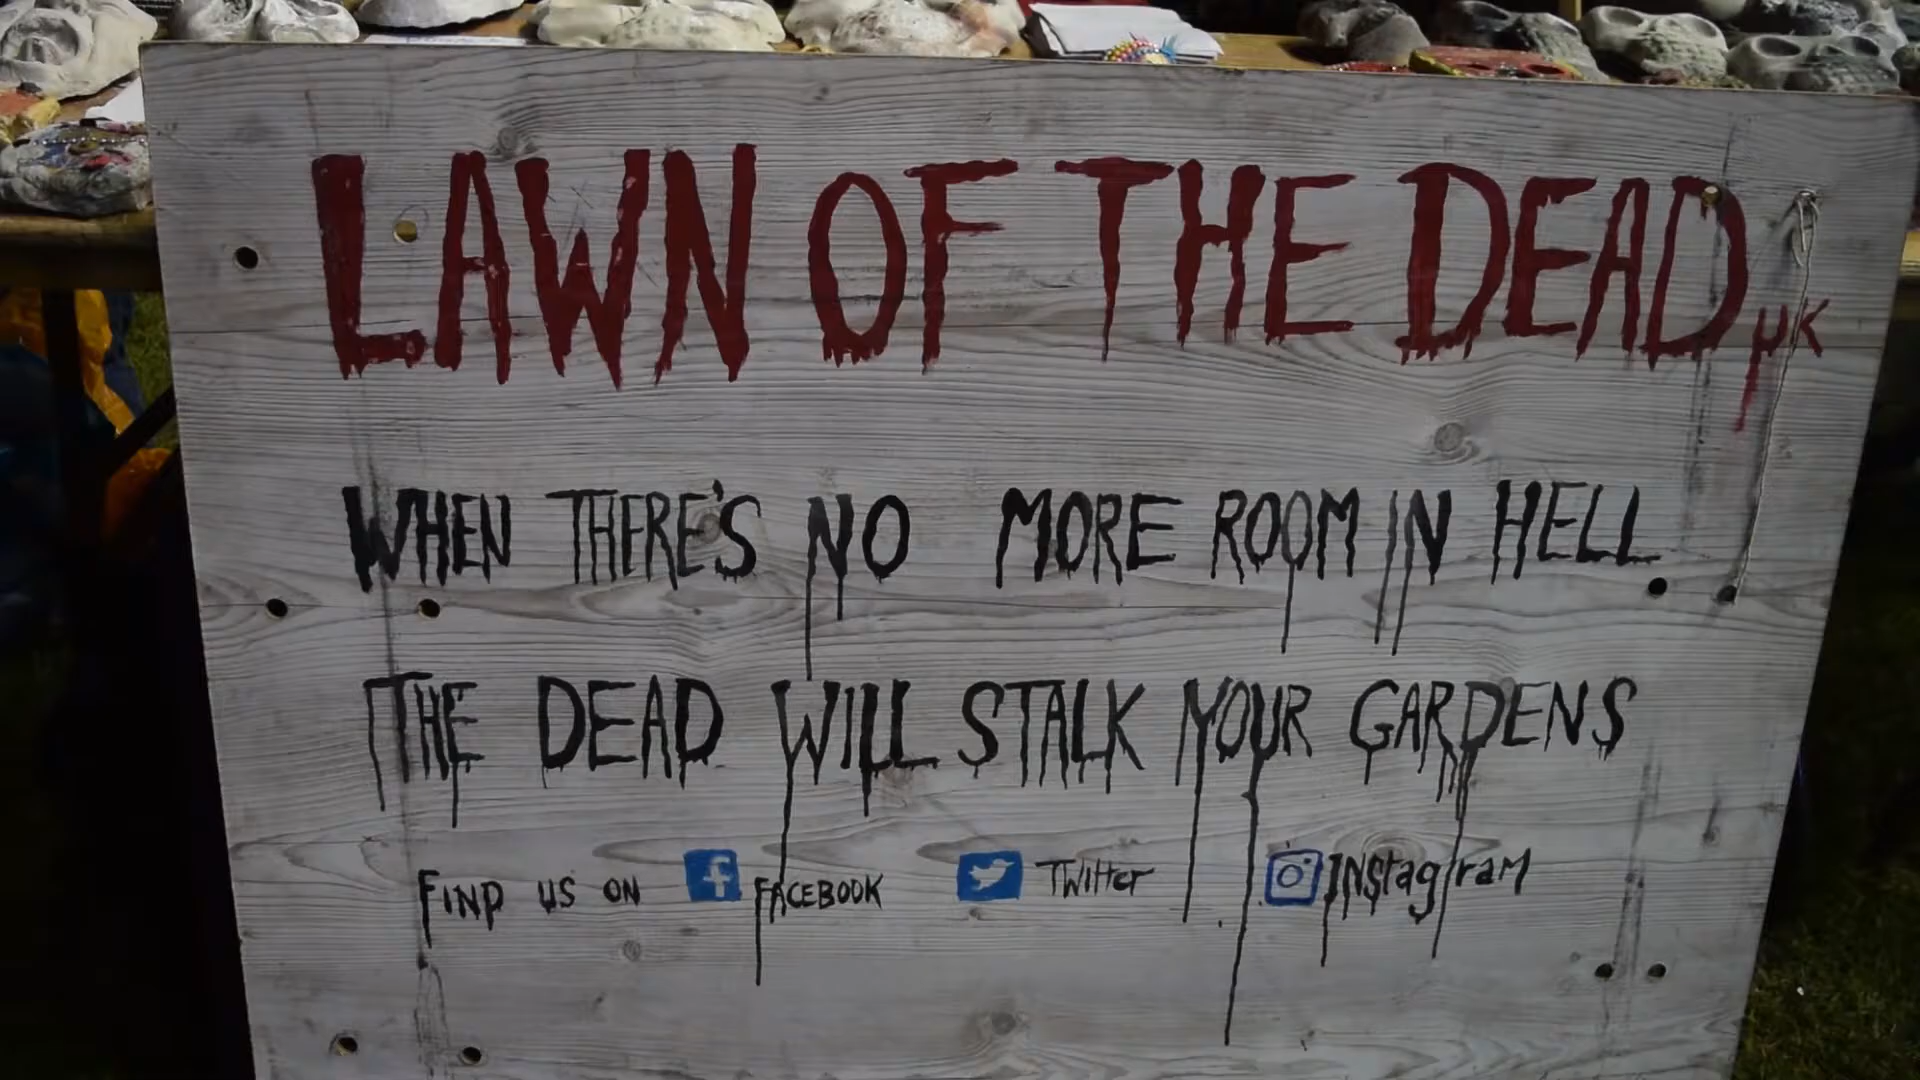 LAWN OF THE DEAD UK
WHEN THERE'S NO MORE ROOM IN HELL
THE DEAD WILL STALK YOUR GARDENS
FIND US ON f FACEBOOK TWitter INstagram